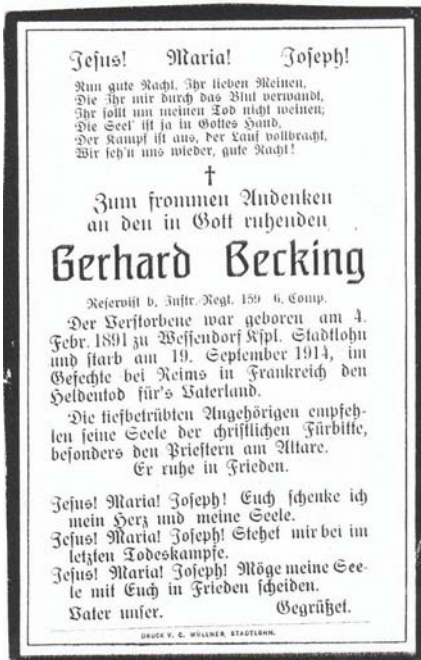 Jesus! Maria! Joseph!
Nun gute Nacht, Ihr lieben Meinen,
Die Ihr mir durch das Blut verwandt,
Ihr sollt um meinen Tod nicht weinen;
Die Seel' ist ja in Gottes Hand,
Der Kampf ist aus, der Lauf vollbracht,
Wir seh'n uns wieder, gute Nacht!
†
Zum frommen Andenken
an den in Gott ruhenden
Gerhard Becking
Reservist b. Inftr.-Regt. 159 6. Comp.
Der Verstorbene war geboren am 4.
Febr. 1891 zu Wessendorf Kspl. Stadtlohn
und starb am 19. September 1914, im
Gefechte bei Reims in Frankreich den
Heldentod für's Vaterland.
Die tiefbetrübten Angehörigen empfeh-
len seine Seele der christlichen Fürbitte,
besonders den Priestern am Altare.
Er ruhe in Frieden.
Jesus! Maria! Joseph! Euch schenke ich
mein Herz und meine Seele.
Jesus! Maria! Joseph! Stehet mir bei im
letzten Todeskampfe.
Jesus! Maria! Joseph! Möge meine See-
le mit Euch in Frieden scheiden.
Vater unser. Gegrüßet.
DRUCK V. C. WÜLLNER, STADTLOHN.